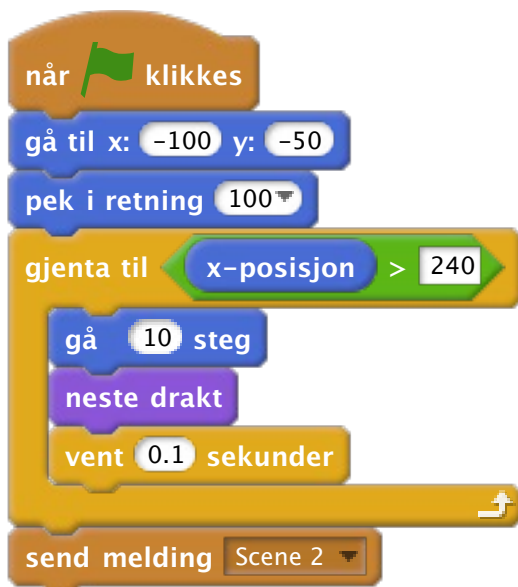 når klikkes
gå til x: -100 y: -50
pek i retning 100
gjenta til x-posisjon > 240
gå 10 steg
neste drakt
vent 0.1 sekunder
send melding Scene 2